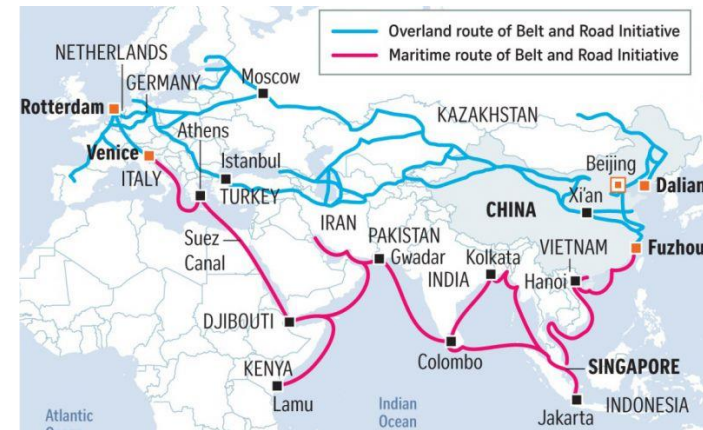 Overland route of Belt and Road Initiative
Maritime route of Belt and Road Initiative
NETHERLANDS
GERMANY
Moscow
Rotterdam
KAZAKHSTAN
Athens
Venice
Istanbul
Beijing
ITALY
TURKEY
Xi'an
Dalian
CHINA
IRAN
Suez
Canal
PAKISTAN
Gwadar
Kolkata
VIETNAM
Fuzhou
INDIA
Hanoi
DJIBOUTI
KENYA
Colombo
SINGAPORE
Lamu
Jakarta
INDONESIA
Atlantic
Indian
Ocean